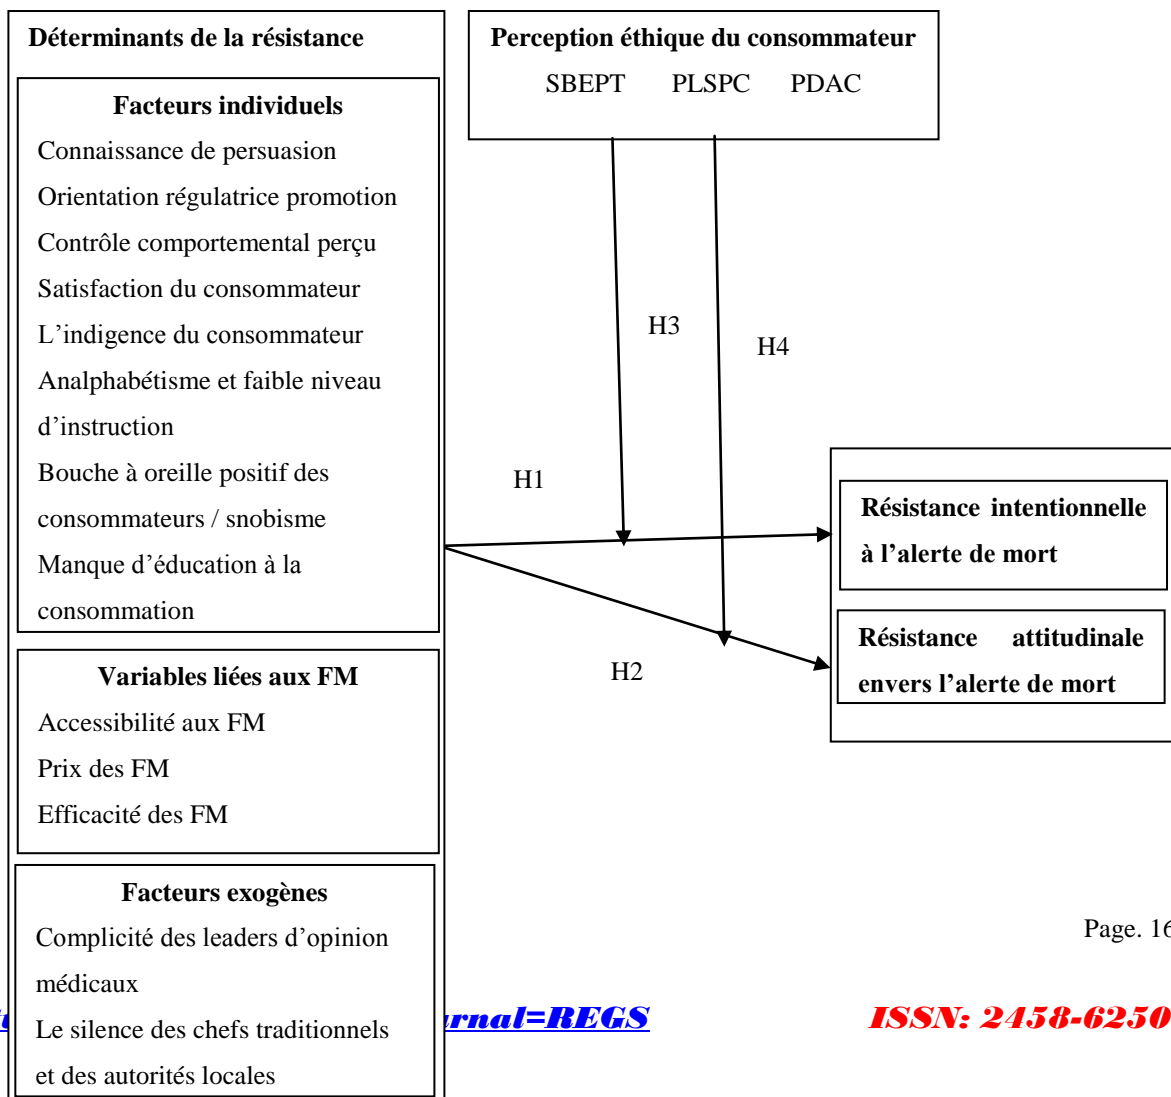 Déterminants de la résistance
Facteurs individuels
Connaissance de persuasion
Orientation régulatrice promotion
Contrôle comportemental perçu
Satisfaction du consommateur
L’indigence du consommateur
Analphabétisme et faible niveau
d’instruction
Bouche à oreille positif des
consommateurs / snobisme
Manque d’éducation à la
consommation
Variables liées aux FM
Accessibilité aux FM
Prix des FM
Efficacité des FM
Facteurs exogènes
Complicité des leaders d’opinion
médicaux
Le silence des chefs traditionnels
et des autorités locales
Perception éthique du consommateur
SBEPT PLSPC PDAC
H3
H4
H1
H2
Résistance intentionnelle
à l’alerte de mort
Résistance attitudinale
envers l’alerte de mort
Page. 16
rnal=REGS
ISSN: 2458-6250